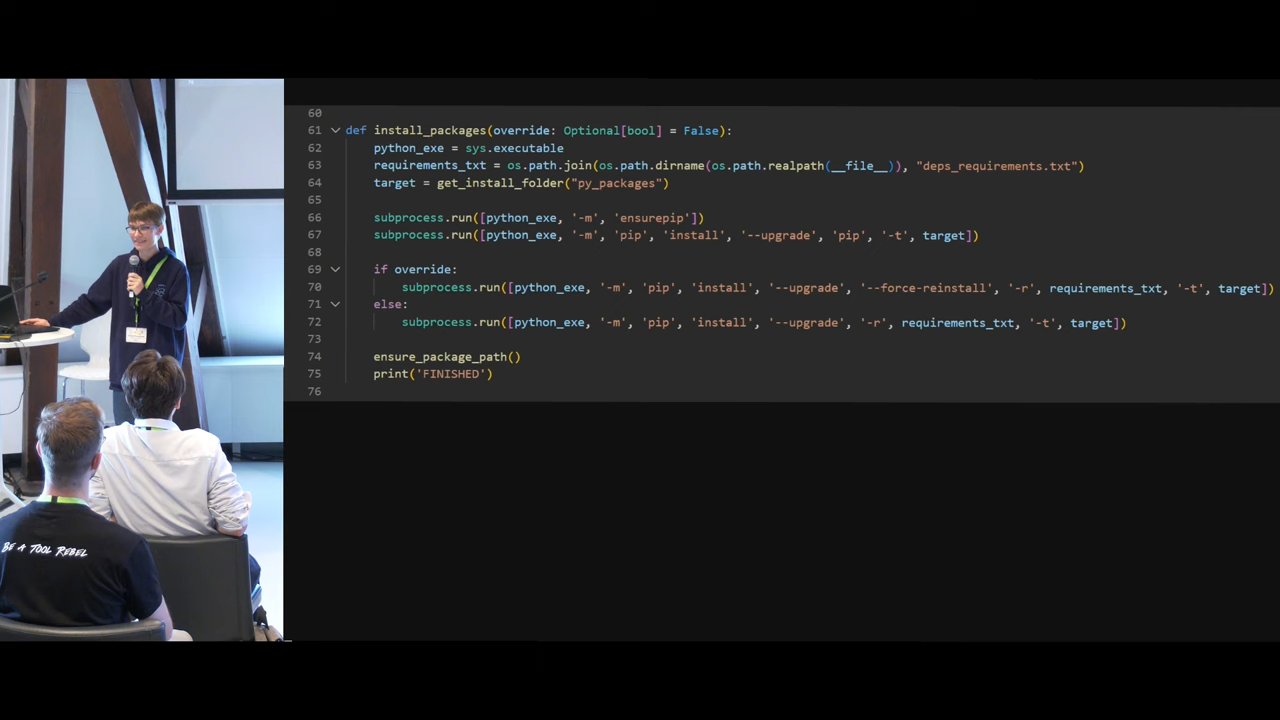 60
61 def install_packages(override: Optional[bool] = False):
62 python_exe = sys.executable
63 requirements_txt = os.path.join(os.path.dirname(os.path.realpath(__file__)), "deps_requirements.txt")
64 target = get_install_folder("py_packages")
65
66 subprocess.run([python_exe, '-m', 'ensurepip'])
67 subprocess.run([python_exe, '-m', 'pip', 'install', '--upgrade', 'pip', '-t', target])
68
69 if override:
70 subprocess.run([python_exe, '-m', 'pip', 'install', '--upgrade', '--force-reinstall', '-r', requirements_txt, '-t', target])
71 else:
72 subprocess.run([python_exe, '-m', 'pip', 'install', '--upgrade', '-r', requirements_txt, '-t', target])
73
74 ensure_package_path()
75 print('FINISHED')
76
BE A TOOL REBEL